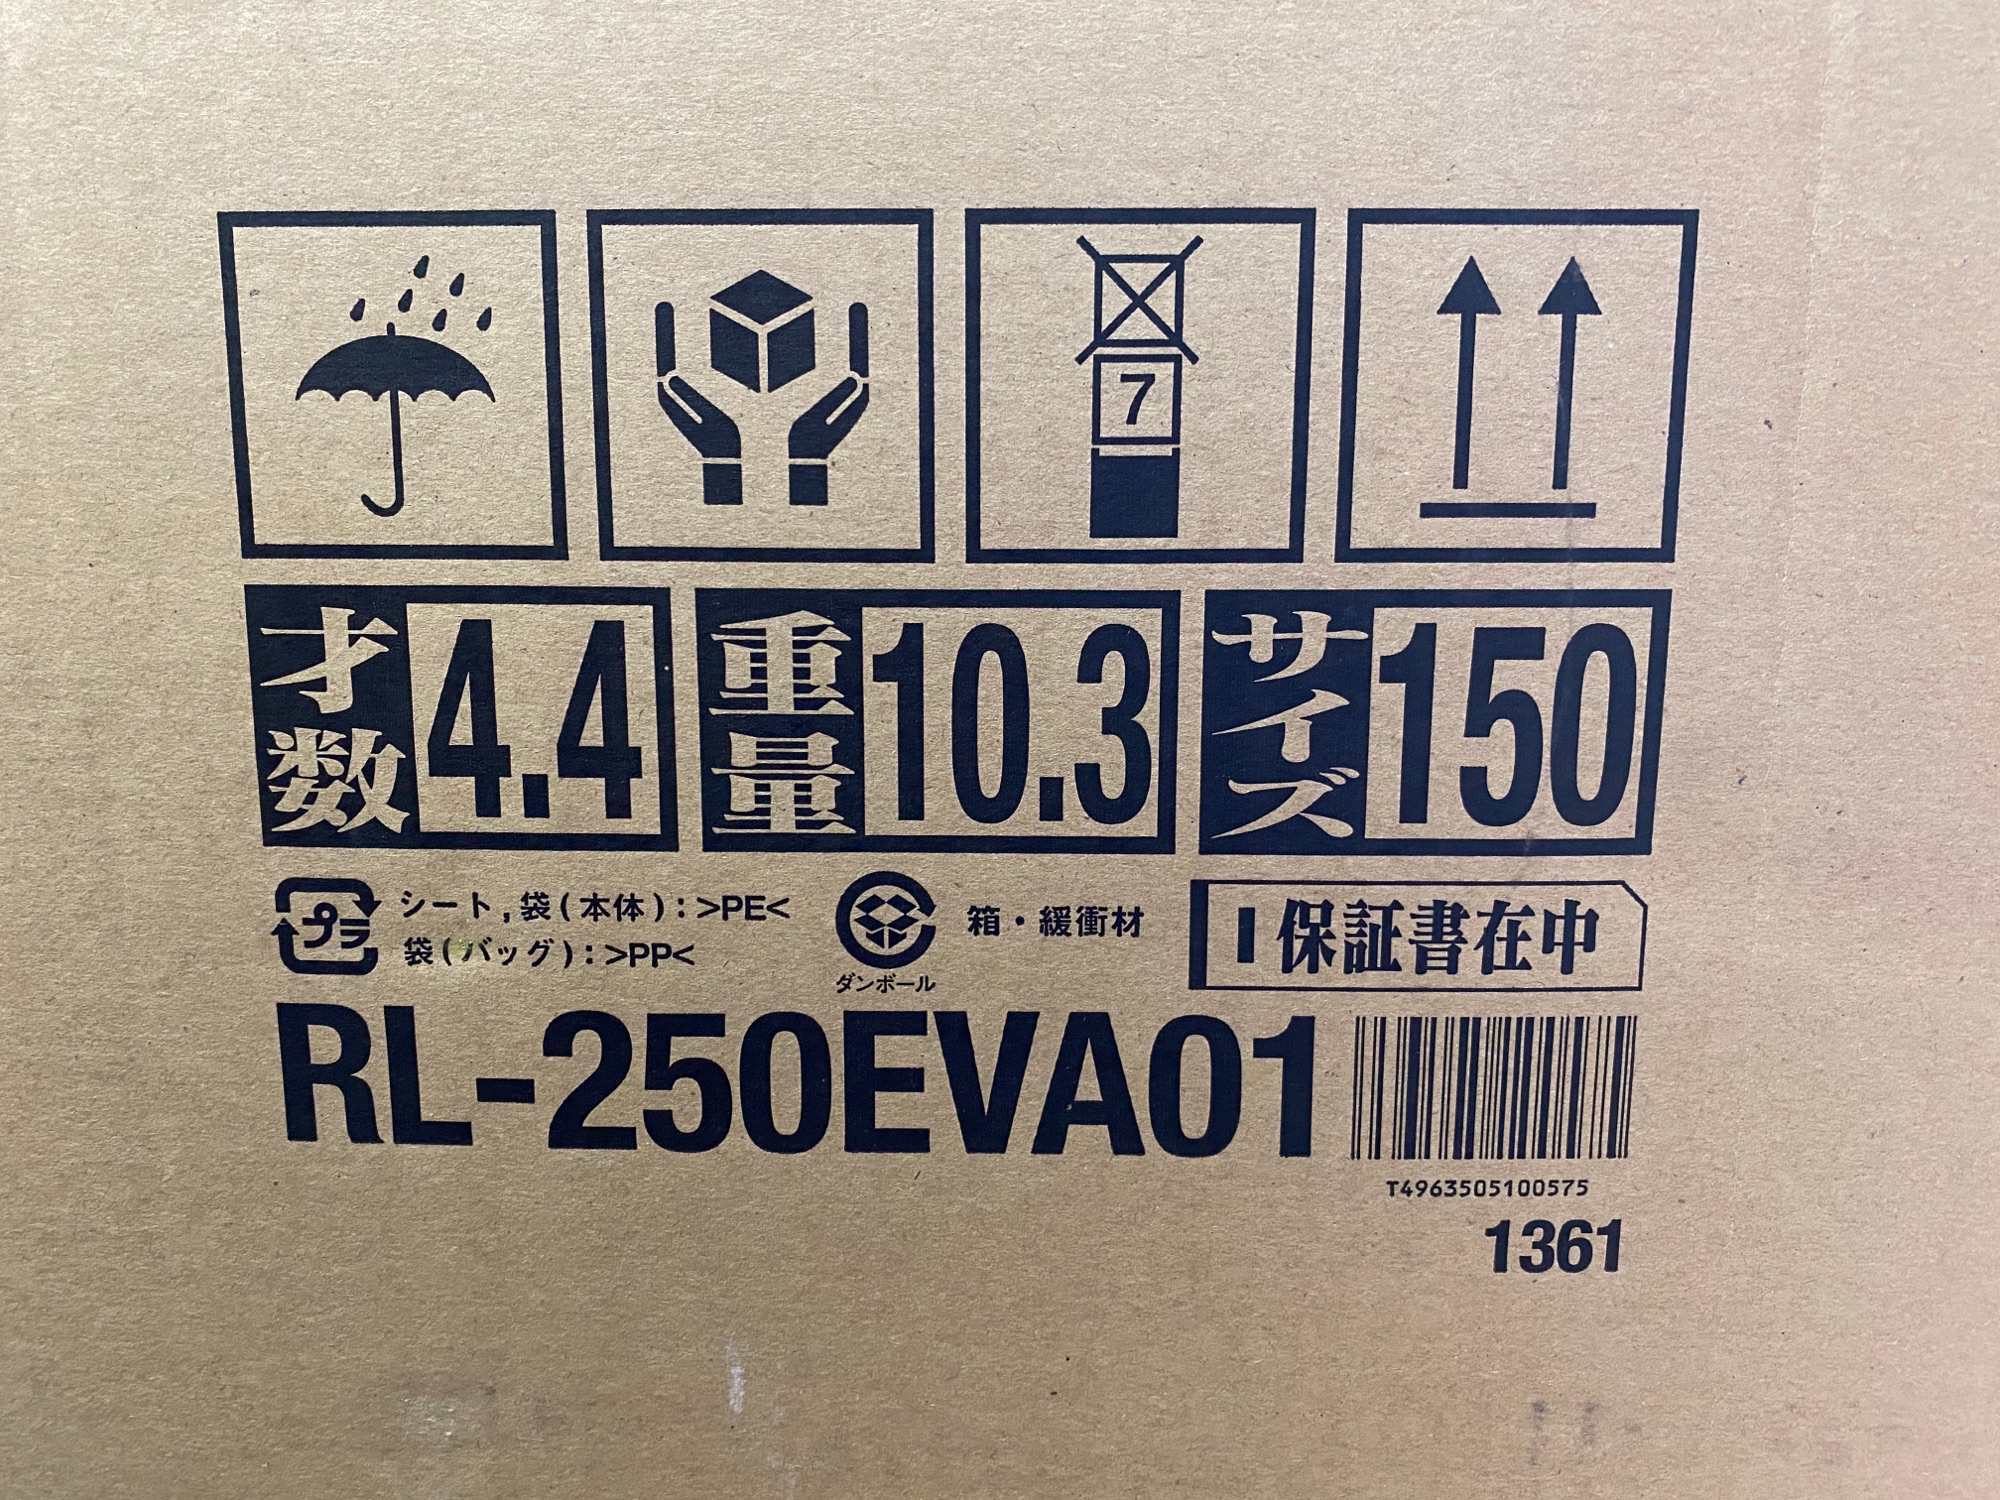 7
才数 4.4 重量 10.3 サイズ 150
プラ シート,袋(本体):>PE<
袋(バッグ):>PP<
ダンボール
箱・緩衝材
I保証書在中
RL-250EVA01
T4963505100575
1361